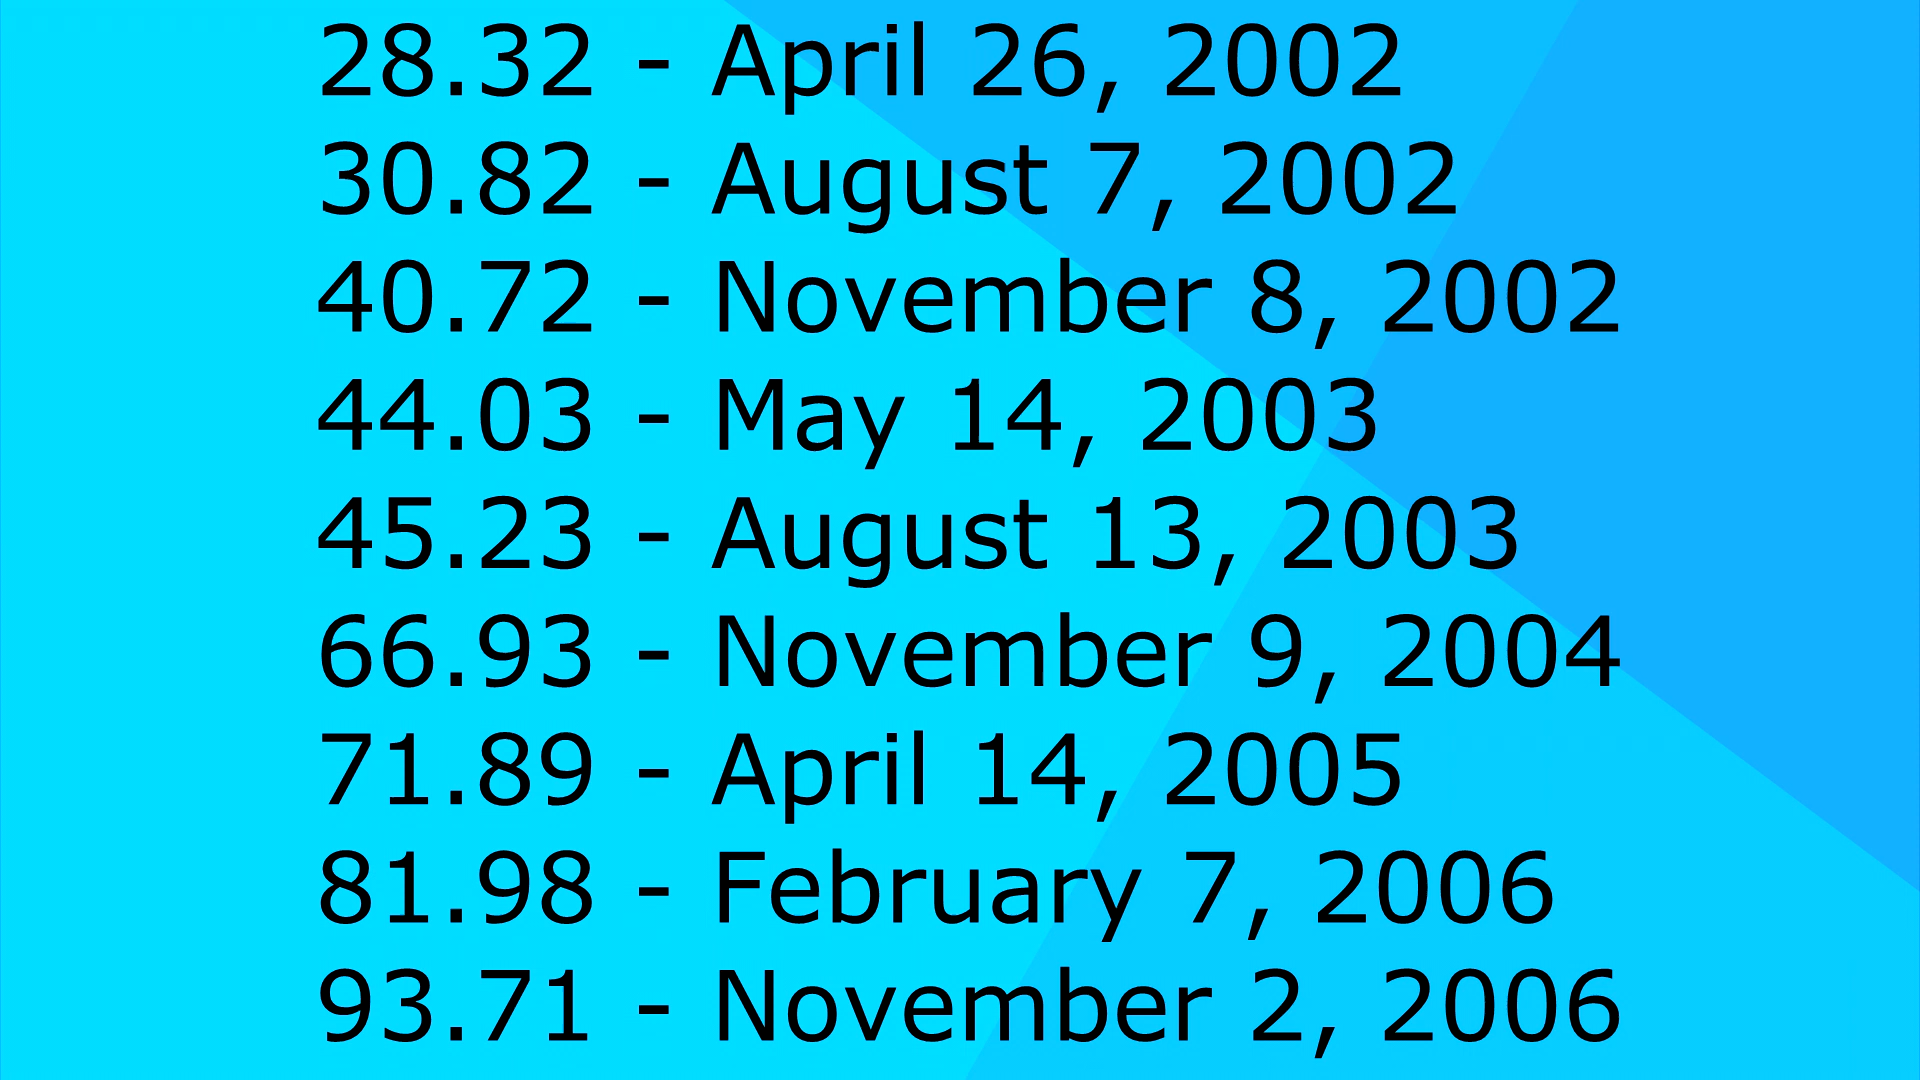 28.32 - April 26, 2002
30.82 - August 7, 2002
40.72 - November 8, 2002
44.03 - May 14, 2003
45.23 - August 13, 2003
66.93 - November 9, 2004
71.89 - April 14, 2005
81.98 - February 7, 2006
93.71 - November 2, 2006